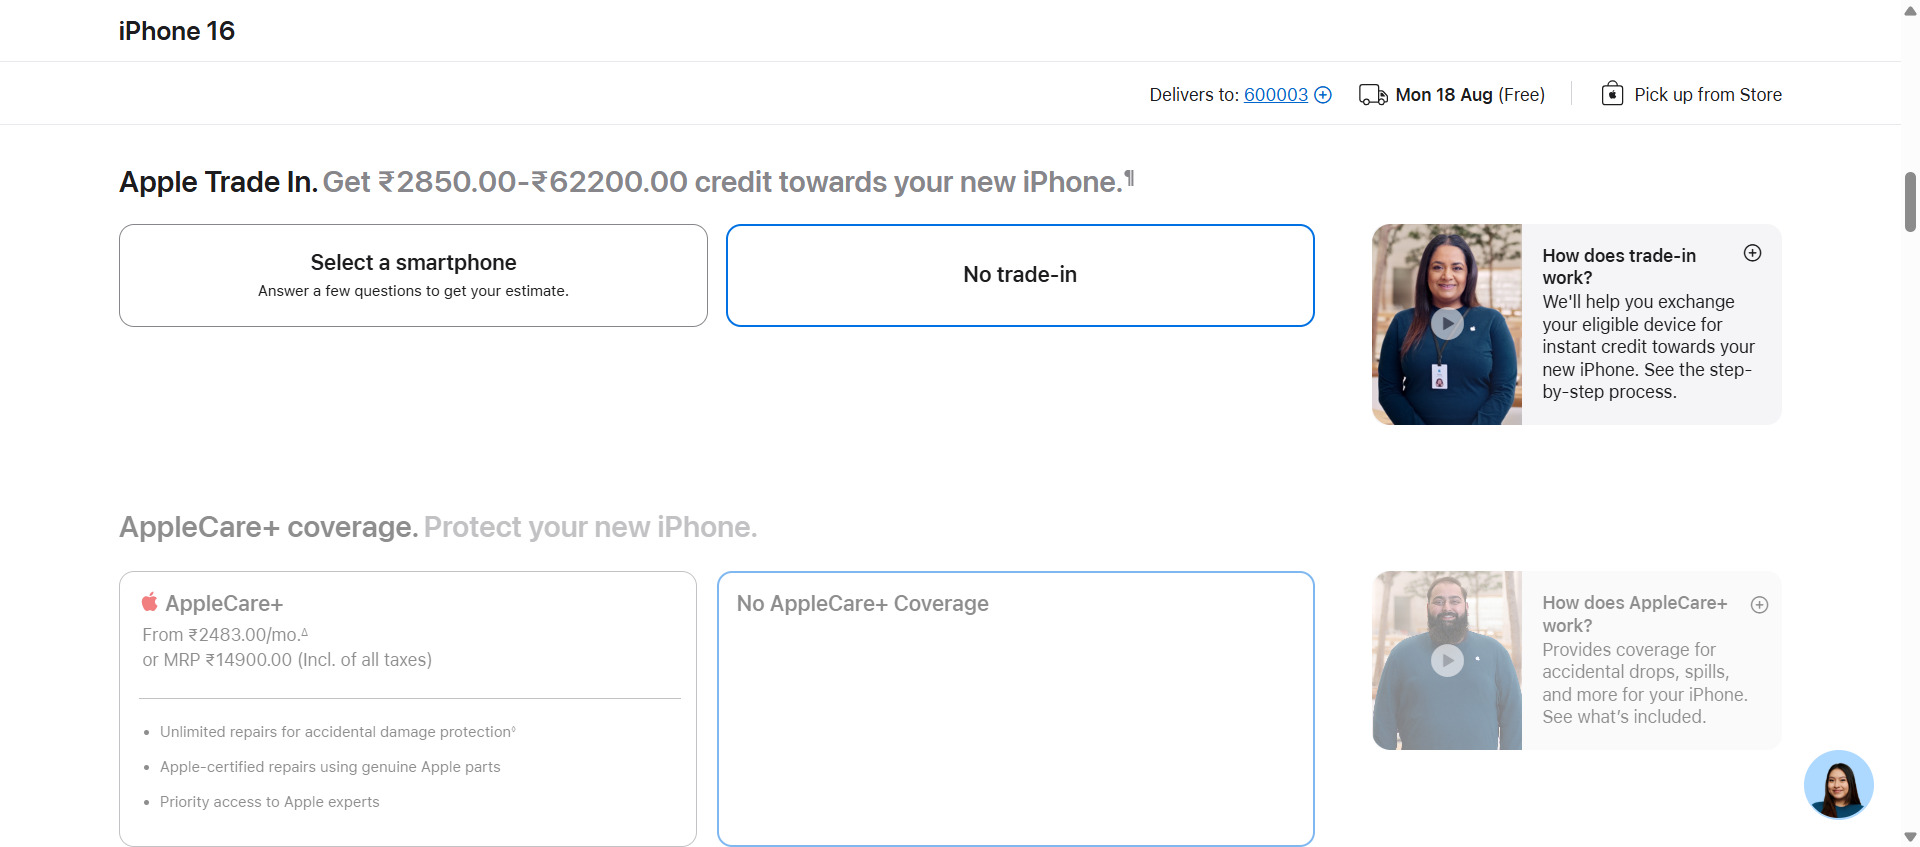 iPhone 16
Delivers to: 600003
Mon 18 Aug (Free)
Pick up from Store
Apple Trade In. Get ₹2850.00-₹62200.00 credit towards your new iPhone.¶
Select a smartphone
Answer a few questions to get your estimate.
No trade-in
How does trade-in
work?
We'll help you exchange
your eligible device for
instant credit towards your
new iPhone. See the step-
by-step process.
AppleCare+ coverage. Protect your new iPhone.
AppleCare+
From ₹2483.00/mo.Δ
or MRP ₹14900.00 (Incl. of all taxes)
• Unlimited repairs for accidental damage protection◊
• Apple-certified repairs using genuine Apple parts
• Priority access to Apple experts
No AppleCare+ Coverage
How does AppleCare+
work?
Provides coverage for
accidental drops, spills,
and more for your iPhone.
See what’s included.